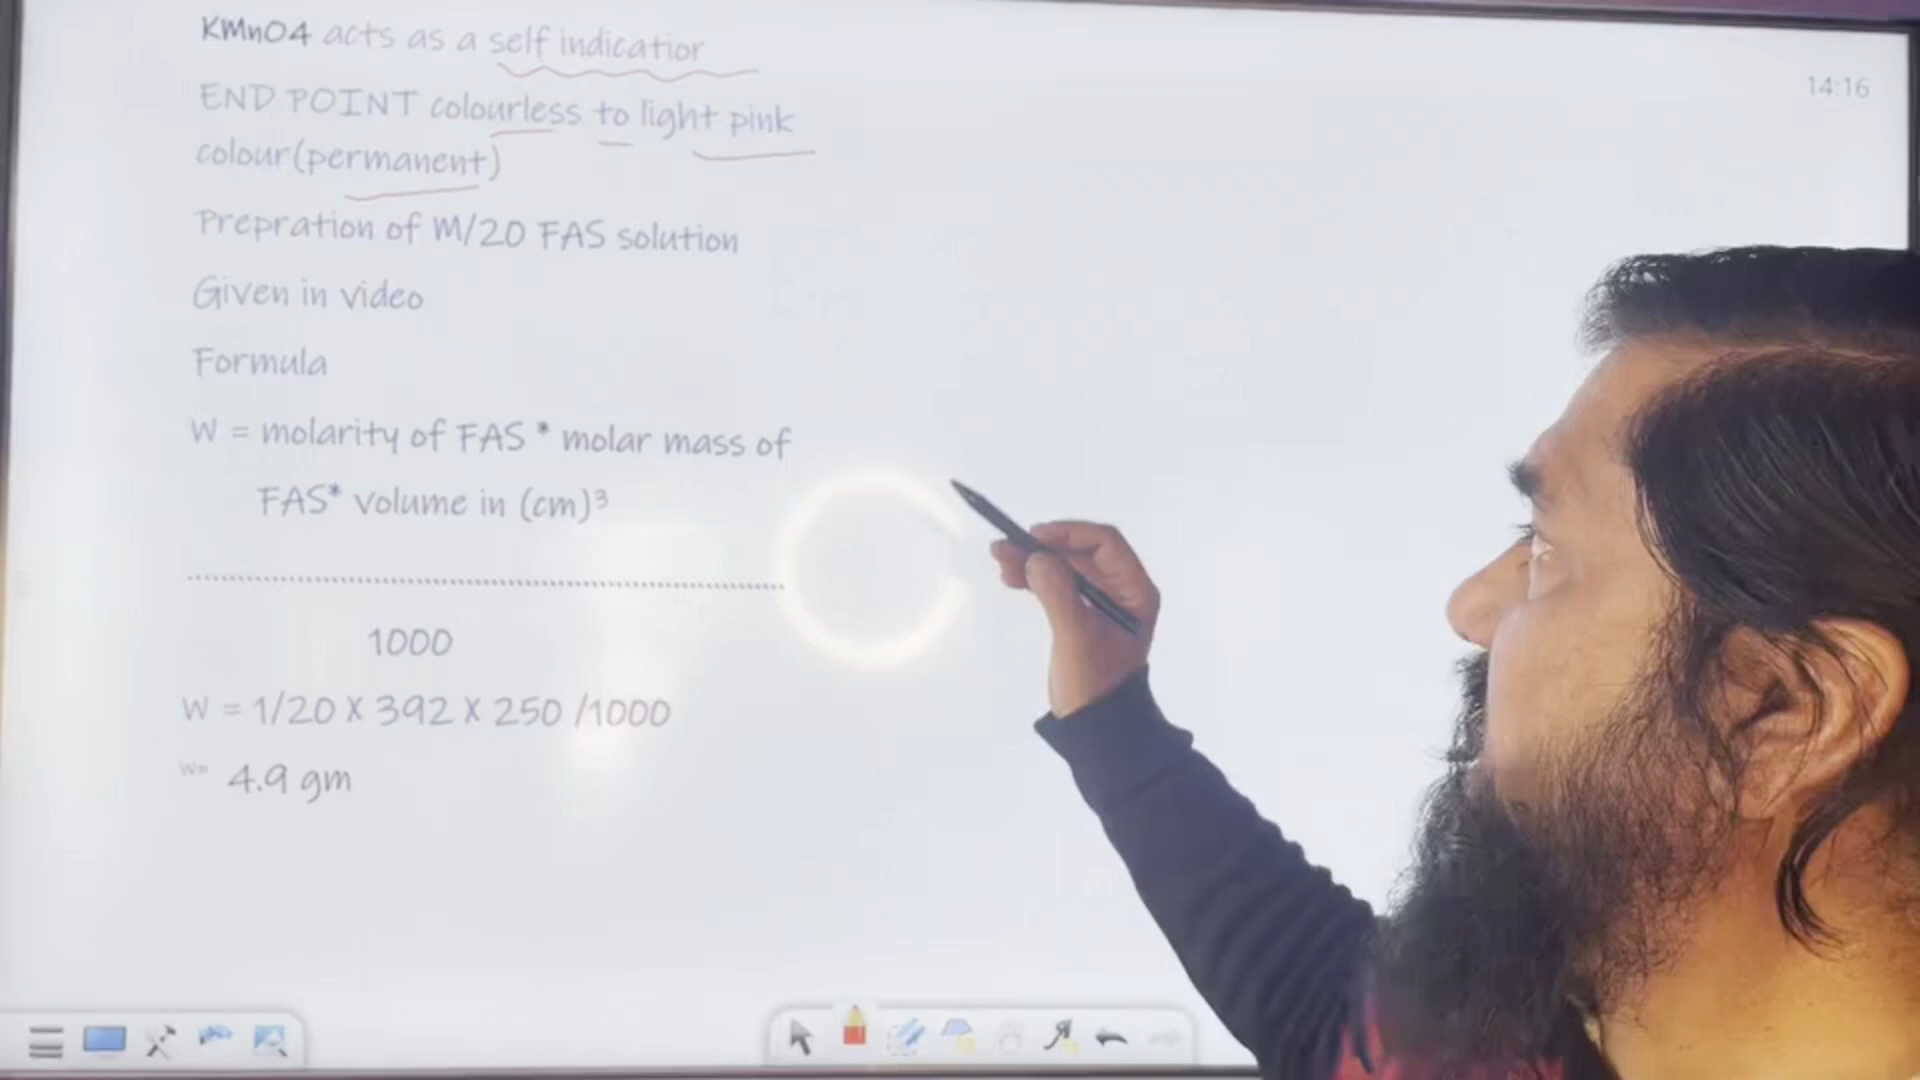 KMnO4 acts as a self indicatior
14:16
END POINT colourless to light pink
colour(permanent)
Prepration of M/20 FAS solution
Given in video
Formula
W = molarity of FAS * molar mass of
FAS* volume in (cm)³
1000
W = 1/20 X 392 X 250 /1000
W= 4.9 gm